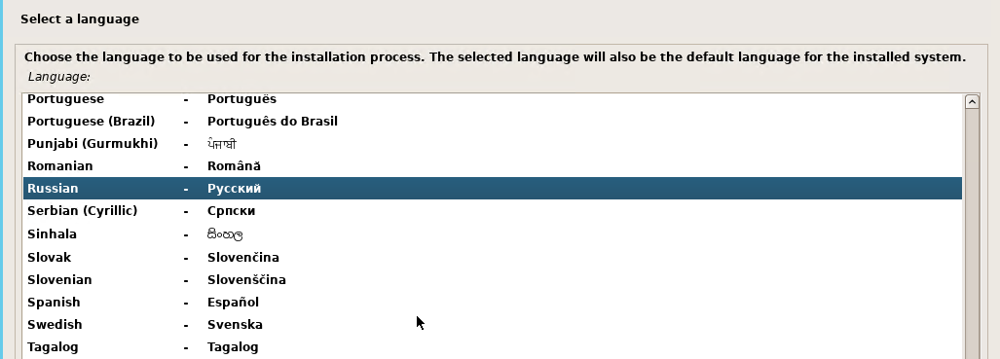 Select a language
Choose the language to be used for the installation process. The selected language will also be the default language for the installed system.
Language:
Portuguese - Português
Portuguese (Brazil) - Português do Brasil
Punjabi (Gurmukhi) - ਪੰਜਾਬੀ
Romanian - Română
Russian - Русский
Serbian (Cyrillic) - Српски
Sinhala - සිංහල
Slovak - Slovenčina
Slovenian - Slovenščina
Spanish - Español
Swedish - Svenska
Tagalog - Tagalog